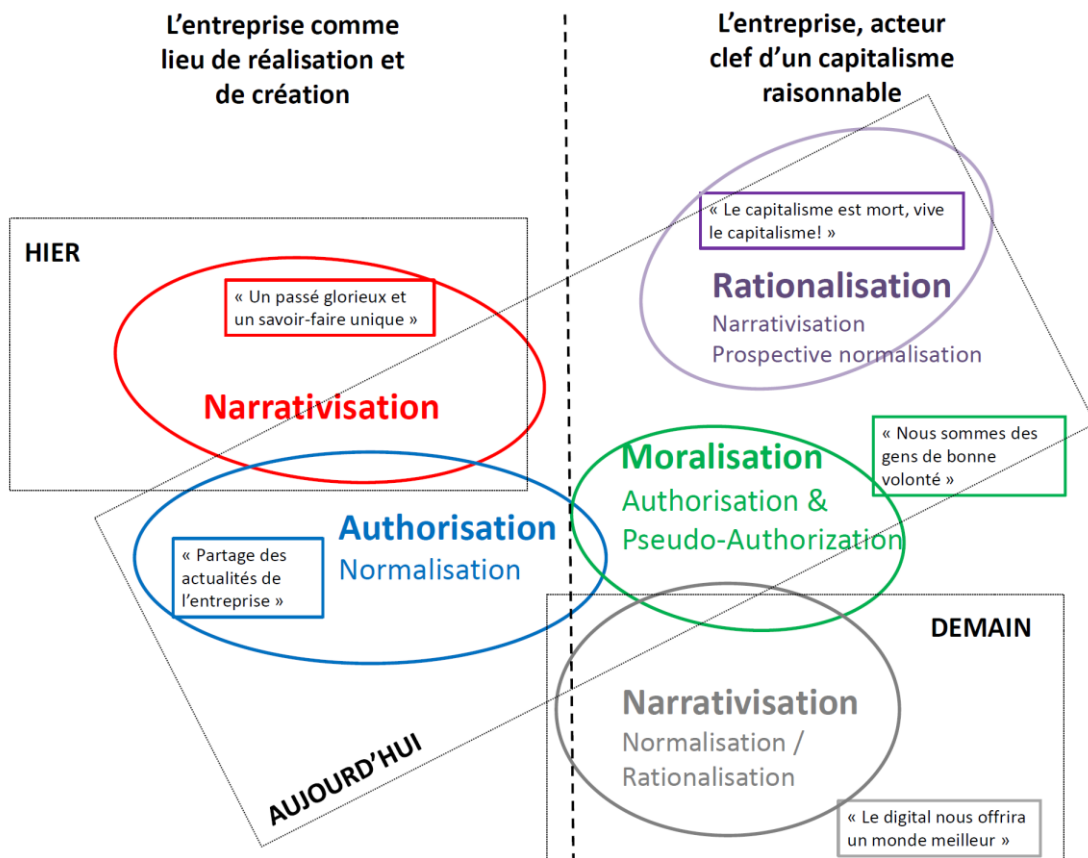 L'entreprise comme
lieu de réalisation et
de création
L'entreprise, acteur
clef d'un capitalisme
raisonnable
« Le capitalisme est mort, vive
le capitalisme! »
Rationalisation
Narrativisation
Prospective normalisation
HIER
« Un passé glorieux et
un savoir-faire unique »
Narrativisation
« Nous sommes des
gens de bonne
volonté »
Moralisation
Authorisation &
Pseudo-Authorization
Authorisation
Normalisation
« Partage des
actualités de
l'entreprise »
DEMAIN
Narrativisation
Normalisation /
Rationalisation
AUJOURD'HUI
« Le digital nous offrira
un monde meilleur »